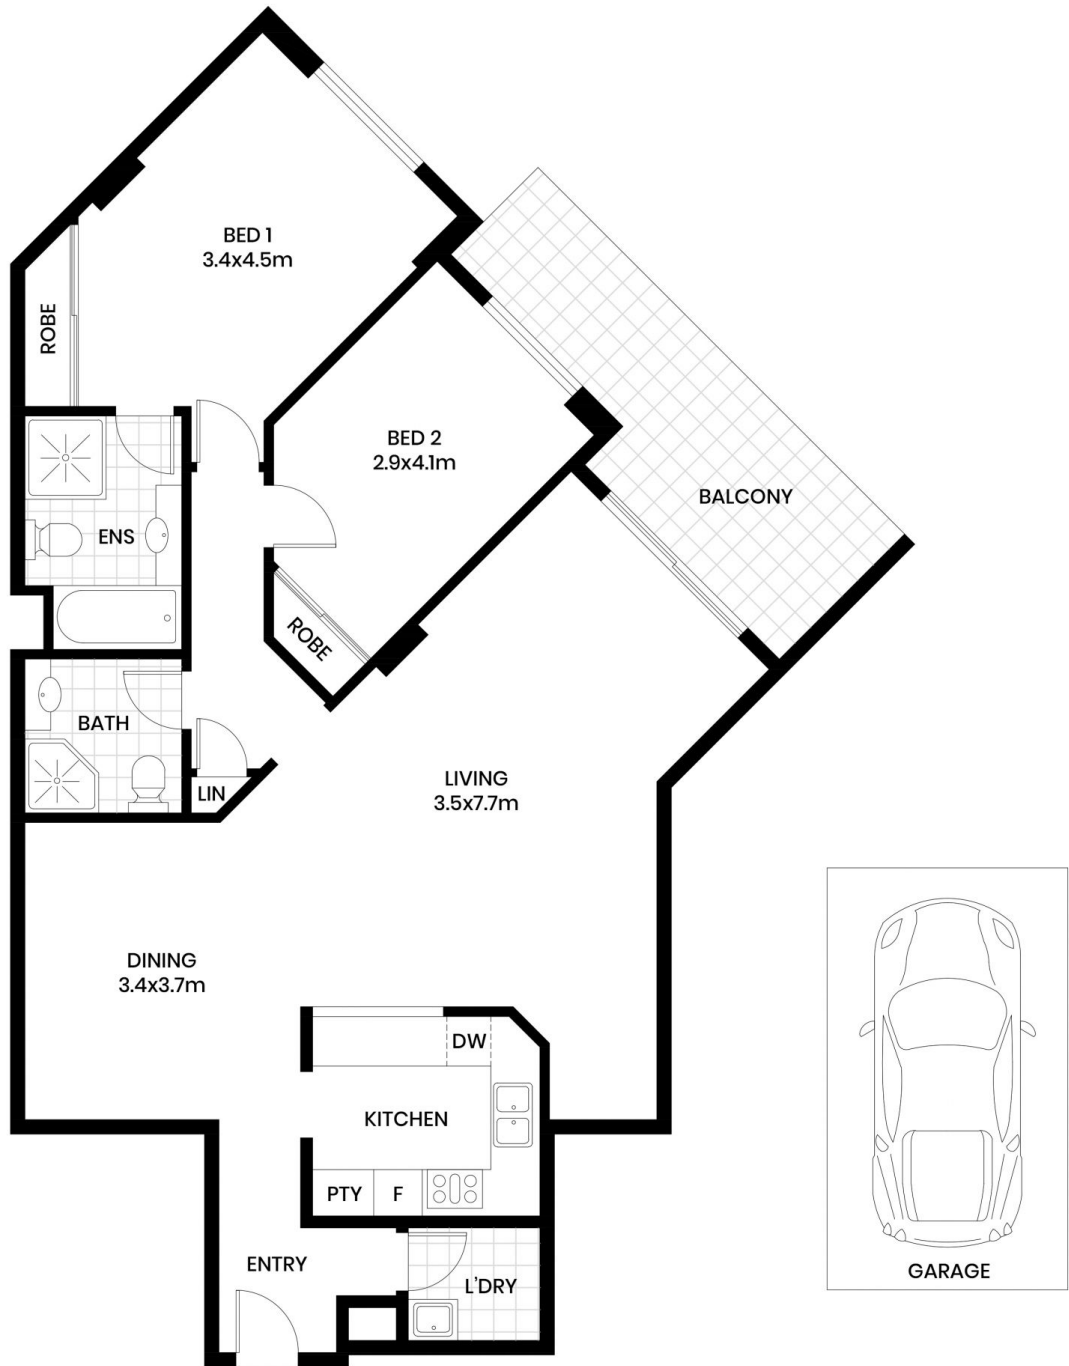 BED 1
3.4x4.5m
ROBE
BED 2
2.9x4.1m
BALCONY
ENS
ROBE
BATH
LIN
LIVING
3.5x7.7m
DINING
3.4x3.7m
DW
KITCHEN
PTY
F
ENTRY
L'DRY
GARAGE